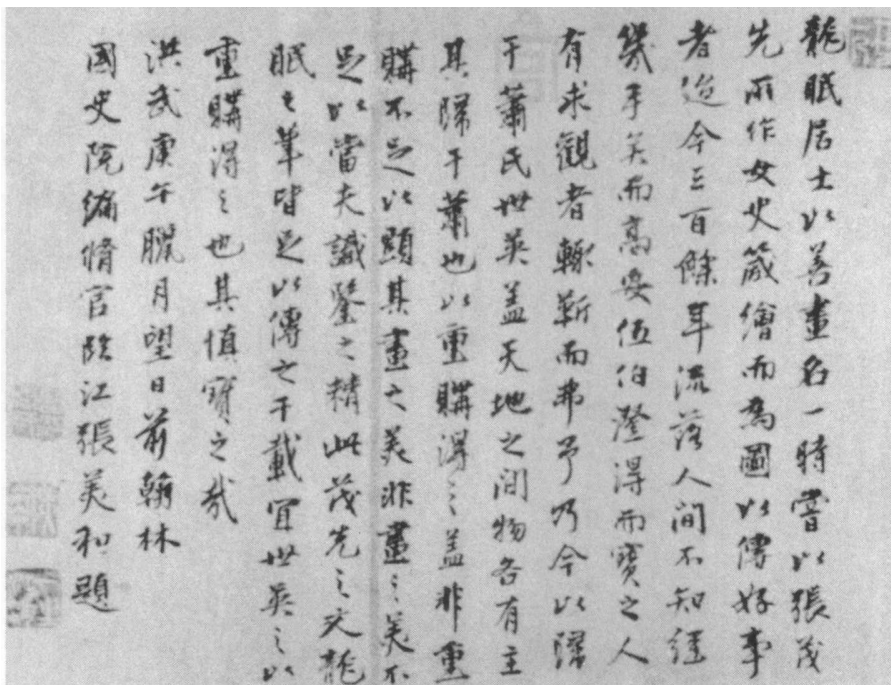 龍眠居士以善畫名一時嘗以張茂
先所作女史箴繪而為圖以傳好事
者迨今三百餘年流落人間不知經
幾手矣而高安伍伯澄得而寶之人
有求觀者輙靳而弗予乃今以歸
于蕭氏世英盖天地之間物各有主
其歸于蕭也以重購得之盖非重
購不足以顯其畫之美非畫之美不
足以當夫識鑒之精此茂先之文龍
眠之筆皆足以傳之千載宜世英之以
重購得之也其慎寶之哉
洪武庚午臘月望日前翰林
國史院編脩官臨江張美和題